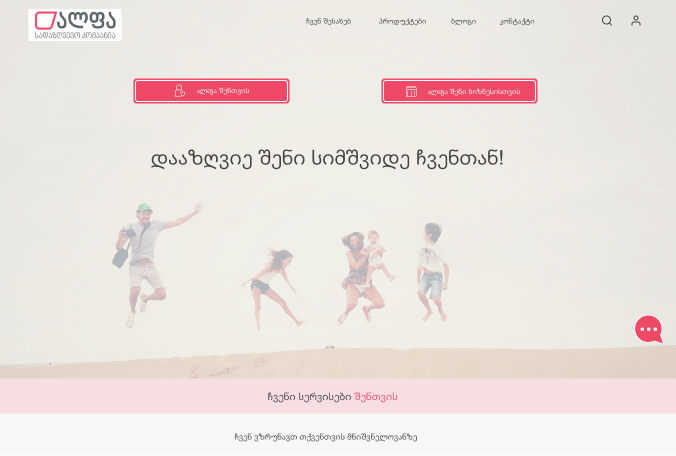 ალფა
სადაზღვევო კომპანია
ჩვენ შესახებ
პროდუქტები
ბლოგი
კონტაქტი
ალფა შენთვის
ალფა შენი ბიზნესისთვის
დააზღვიე შენი სიმშვიდე ჩვენთან!
ჩვენი სერვისები შენთვის
ჩვენ ვზრუნავთ თქვენთვის მნიშვნელოვანზე